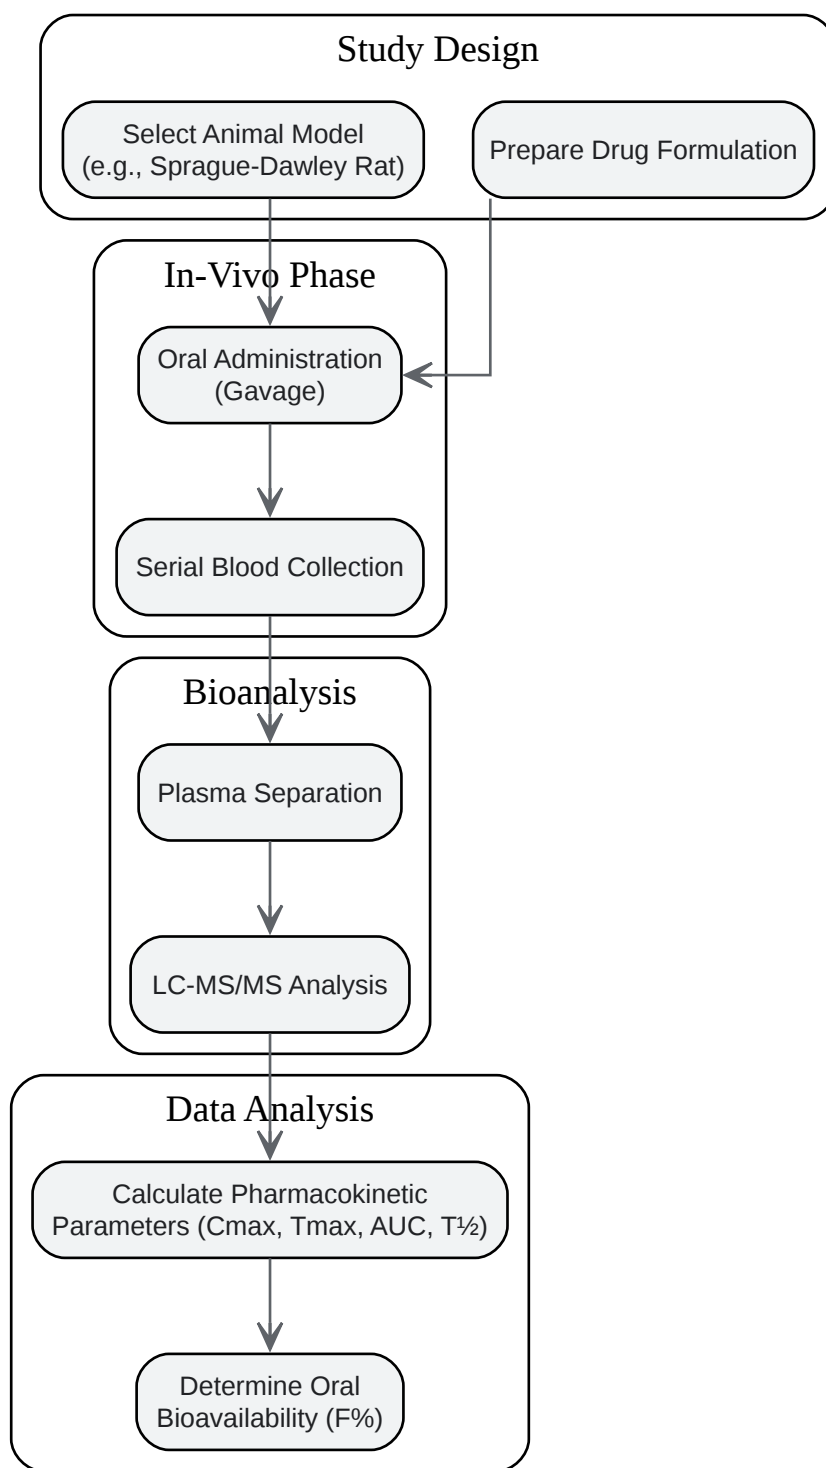 Study Design
Select Animal Model
(e.g., Sprague-Dawley Rat)
Prepare Drug Formulation
In-Vivo Phase
Oral Administration
(Gavage)
Serial Blood Collection
Bioanalysis
Plasma Separation
LC-MS/MS Analysis
Data Analysis
Calculate Pharmacokinetic
Parameters (Cmax, Tmax, AUC, T½)
Determine Oral
Bioavailability (F%)